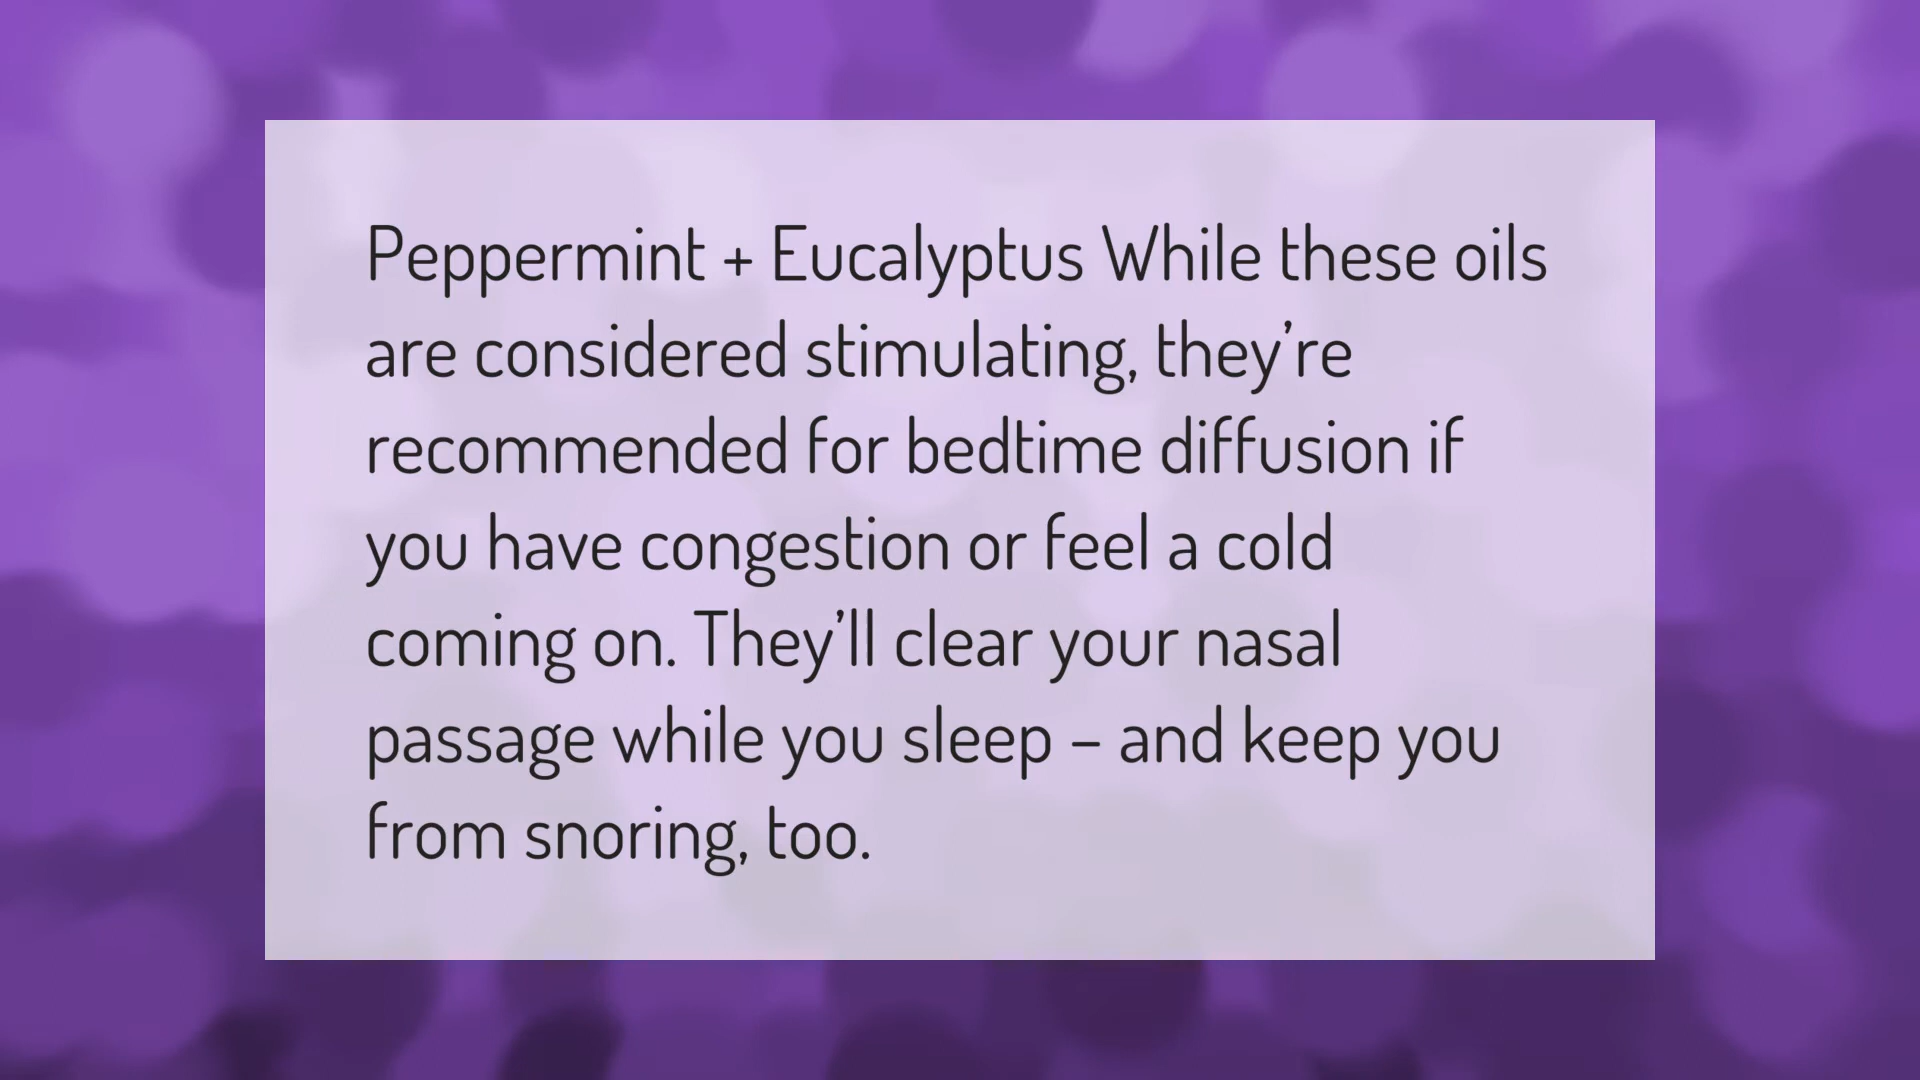 Peppermint + Eucalyptus While these oils
are considered stimulating, they’re
recommended for bedtime diffusion if
you have congestion or feel a cold
coming on. They’ll clear your nasal
passage while you sleep – and keep you
from snoring, too.